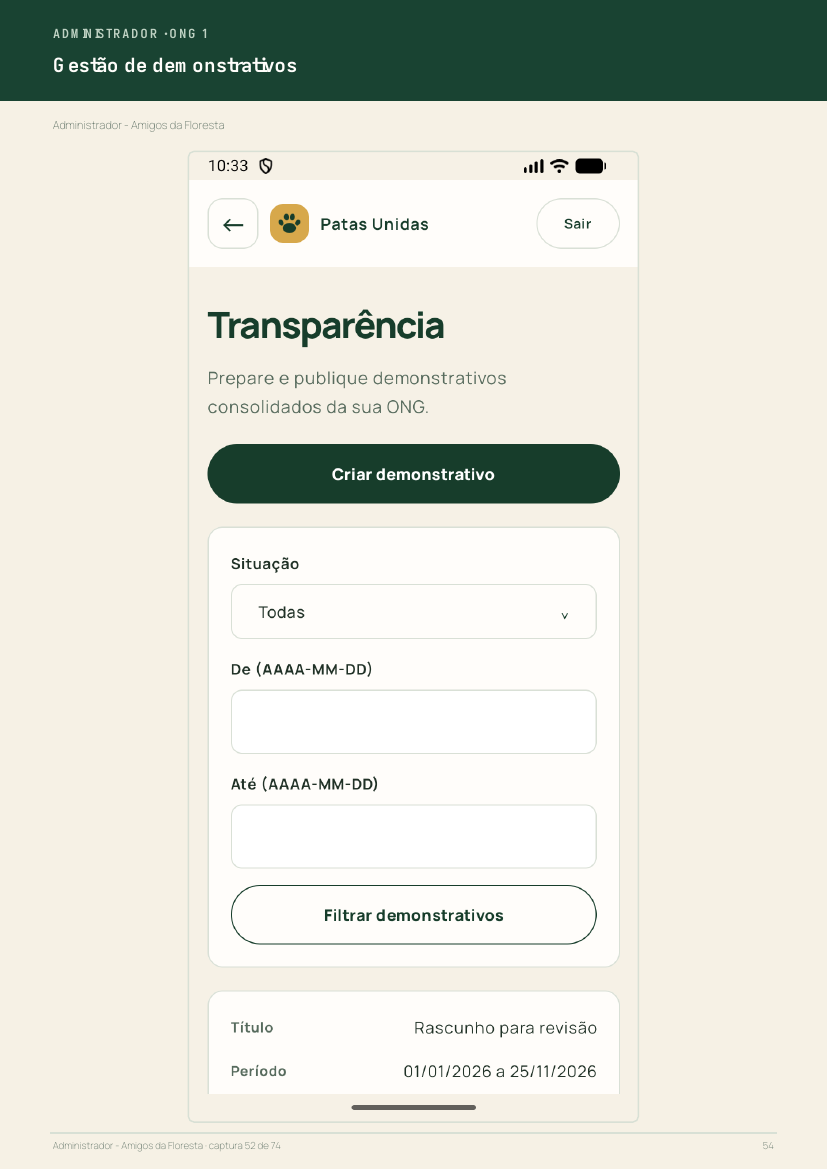 ADMINISTRADOR · ONG 1
Gestão de demonstrativos
Administrador - Amigos da Floresta
10:33
Patas Unidas
Sair
Transparência
Prepare e publique demonstrativos
consolidados da sua ONG.
Criar demonstrativo
Situação
Todas
De (AAAA-MM-DD)
Até (AAAA-MM-DD)
Filtrar demonstrativos
Título Rascunho para revisão
Período 01/01/2026 a 25/11/2026
Administrador - Amigos da Floresta · captura 52 de 74 54